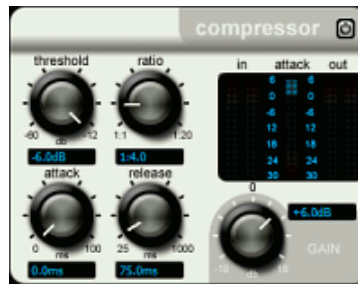 compressor
threshold ratio
-60 -12 1:1 1:20
db
-6.0dB 1:4.0
attack release
0 100 25 1000
ms ms
0.0ms 75.0ms
in attack out
6 6
0 0
-6 -6
12 12
18 18
24 24
30 30
0
+6.0dB
GAIN
-18 18
db